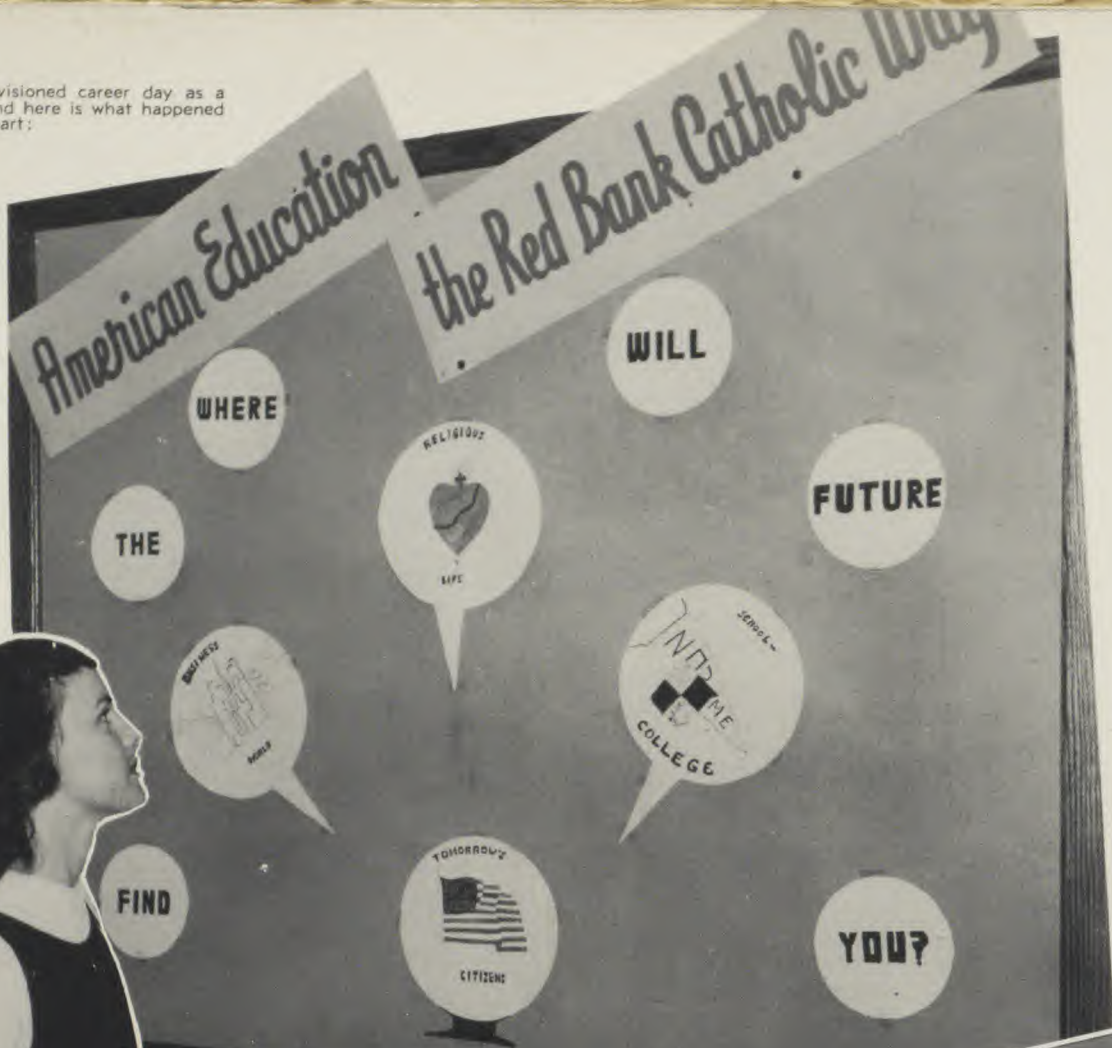 visioned career day as a
nd here is what happened
art:
American Education
the Red Bank Catholic Way
WHERE
WILL
THE
FUTURE
FIND
YOU?
RELIGIOUS
LIFE
BUSINESS
WORLD
SCHOOL-
COLLEGE
TOMORROW'S
CITIZENS